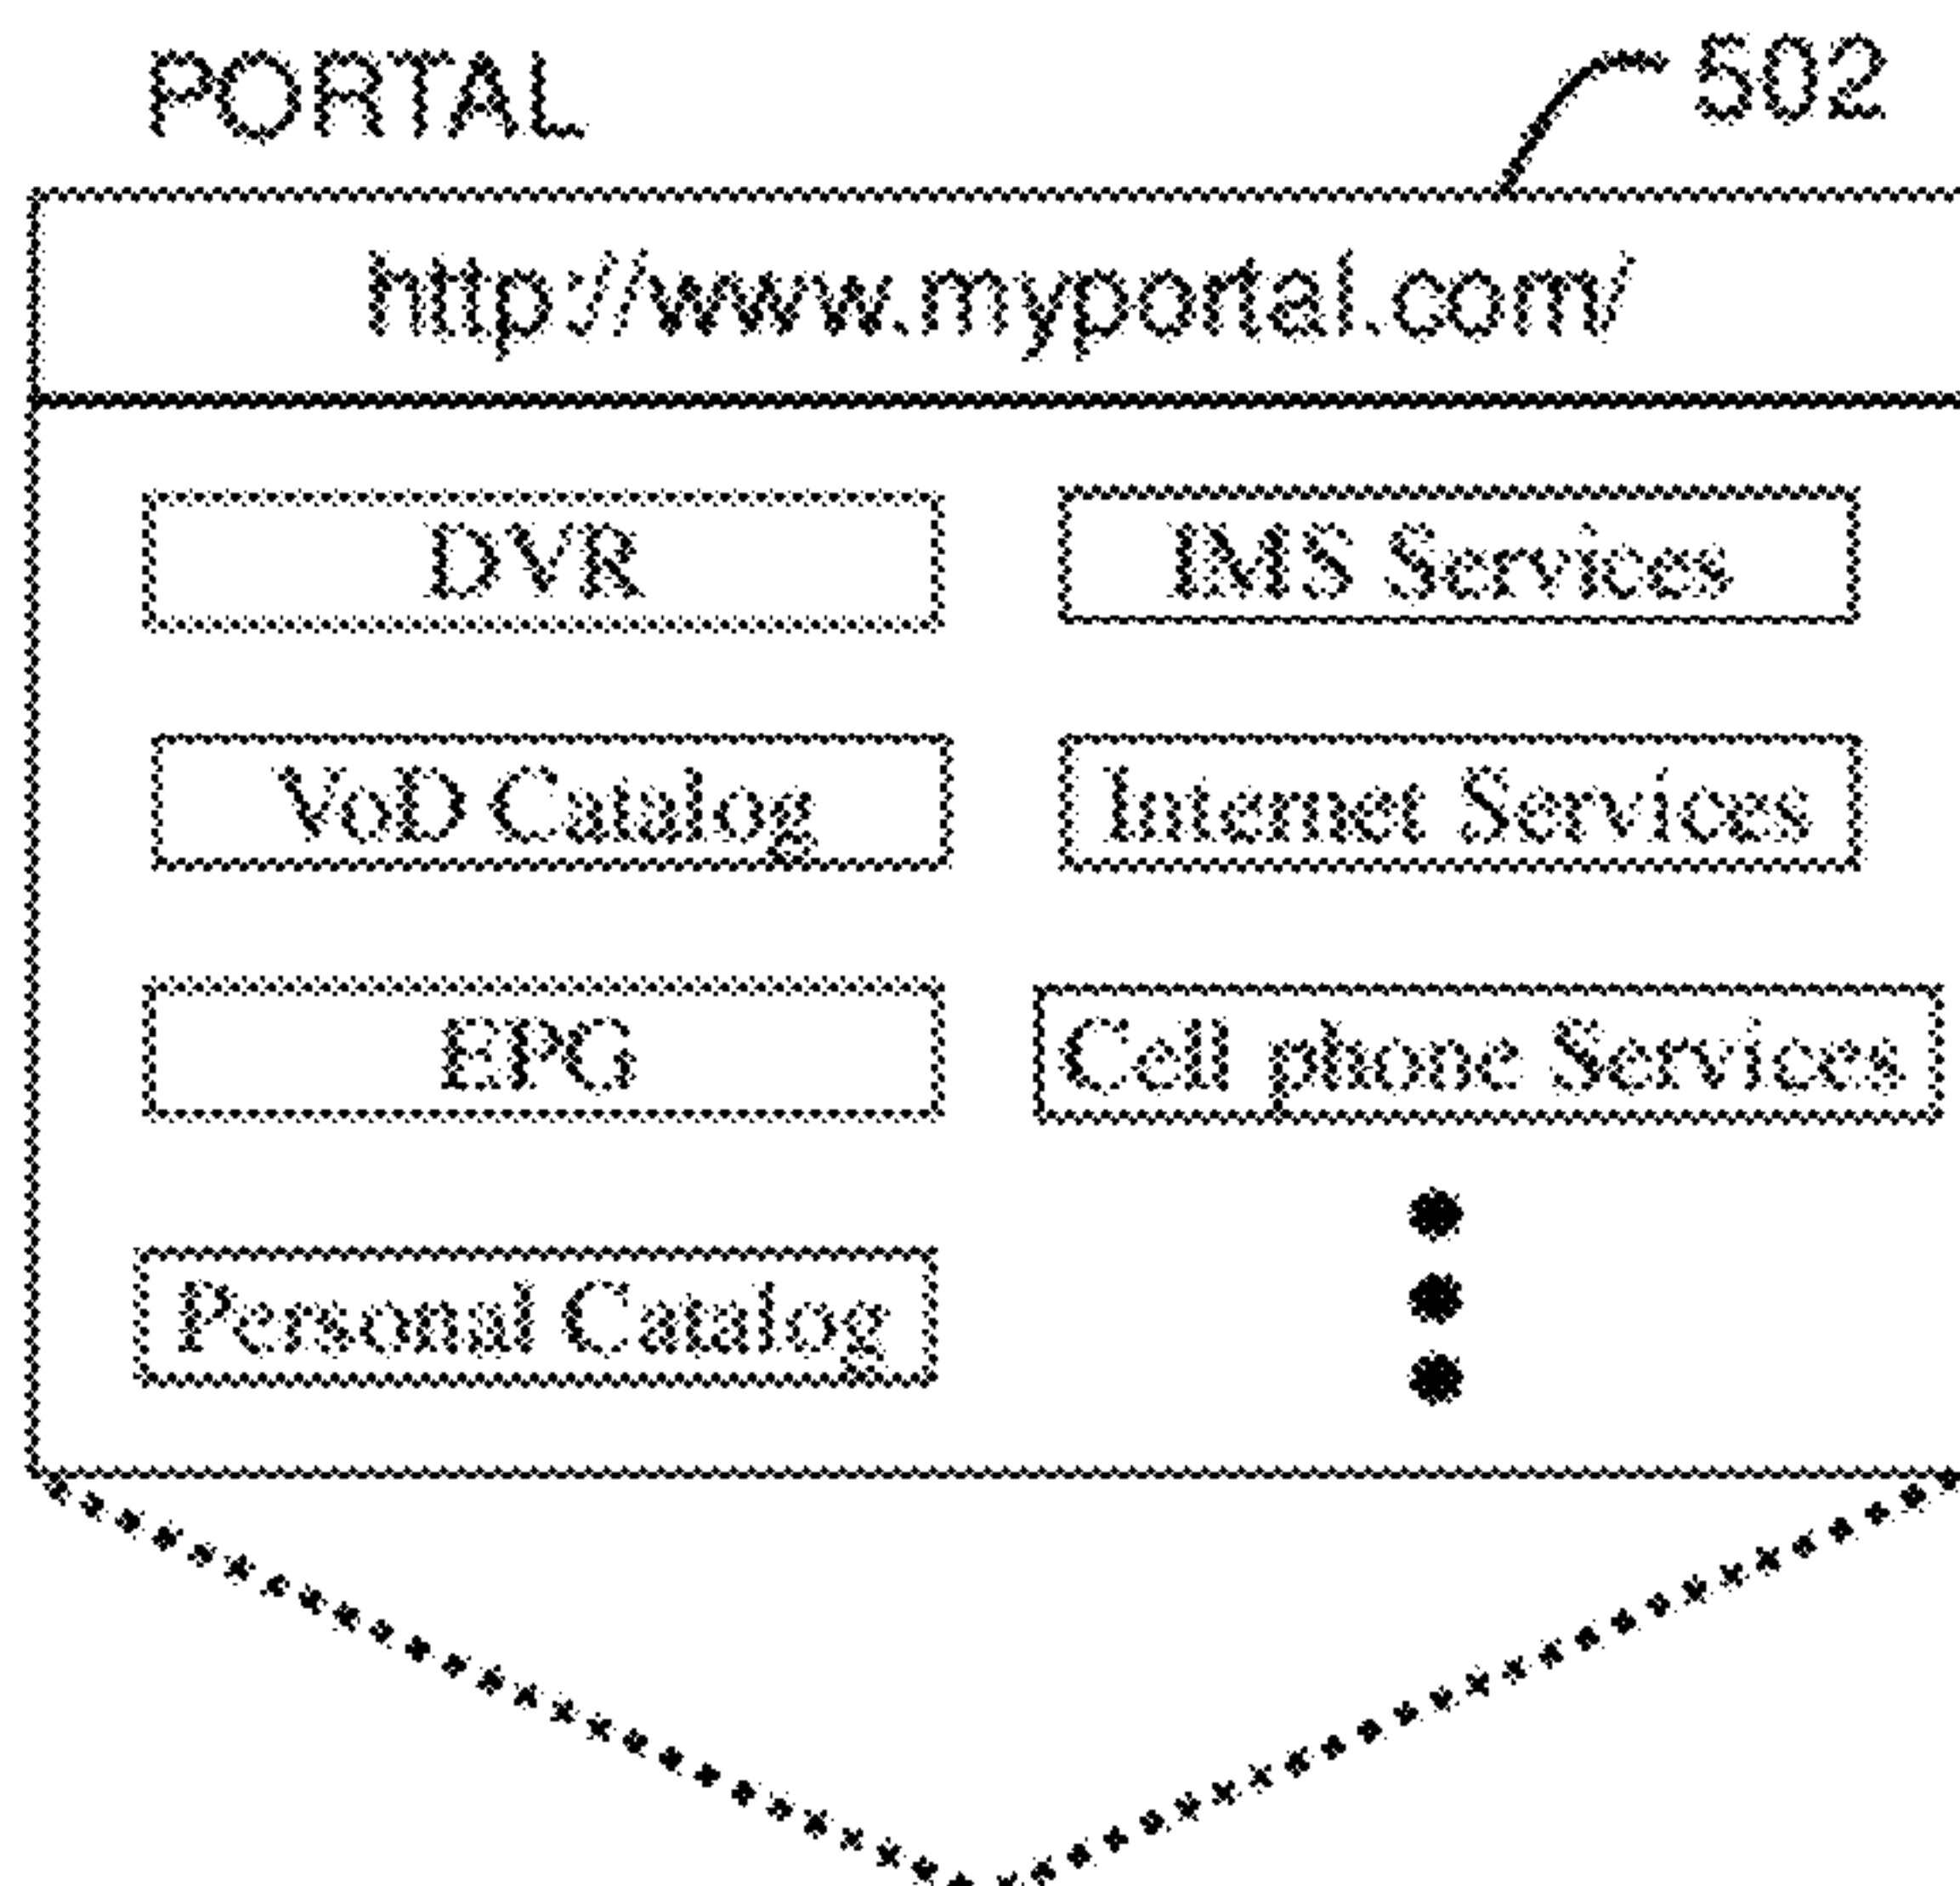 PORTAL 502
http://www.myportal.com/
DVR
IMS Services
VoD Catalog
Internet Services
EPG
Cell phone Services
Personal Catalog